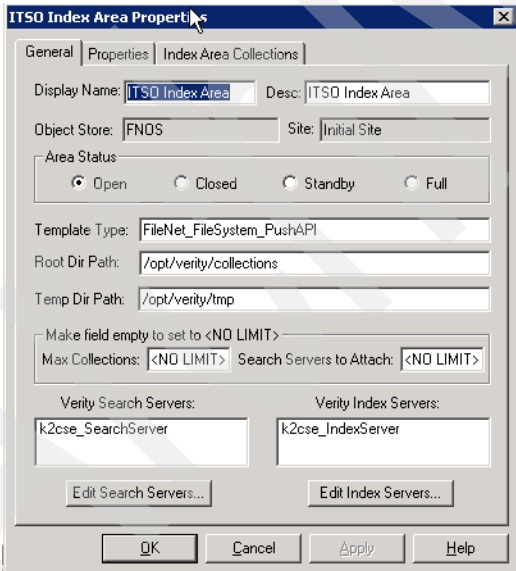 ITSO Index Area Properties
General Properties Index Area Collections
Display Name: ITSO Index Area Desc: ITSO Index Area
Object Store: FNOS Site: Initial Site
Area Status
Open Closed Standby Full
Template Type: FileNet_FileSystem_PushAPI
Root Dir Path: /opt/verity/collections
Temp Dir Path: /opt/verity/tmp
Make field empty to set to <NO LIMIT>
Max Collections: <NO LIMIT> Search Servers to Attach: <NO LIMIT>
Verity Search Servers: Verity Index Servers:
k2cse_SearchServer k2cse_IndexServer
Edit Search Servers... Edit Index Servers...
OK Cancel Apply Help